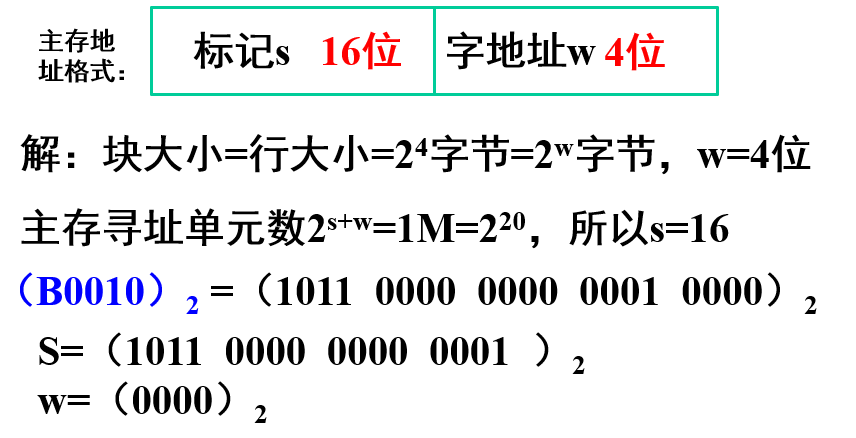 主存地
址格式：
标记s 16位 字地址w 4位
解：块大小=行大小=2⁴字节=2ʷ字节，w=4位
主存寻址单元数2ˢ⁺ʷ=1M=2²⁰，所以s=16
（B0010）₂ =（1011 0000 0000 0001 0000）₂
S=（1011 0000 0000 0001 ）₂
w=（0000）₂